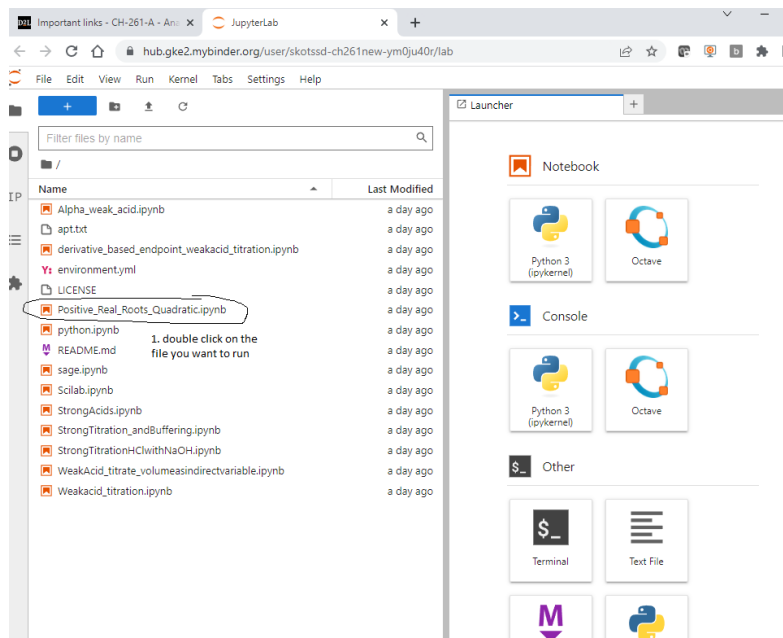 D2L Important links - CH-261-A - Ana
JupyterLab
hub.gke2.mybinder.org/user/skotssd-ch261new-ym0ju40r/lab
File Edit View Run Kernel Tabs Settings Help
Launcher
Filter files by name
/
Name Last Modified
Alpha_weak_acid.ipynb a day ago
apt.txt a day ago
derivative_based_endpoint_weakacid_titration.ipynb a day ago
Y: environment.yml a day ago
LICENSE a day ago
Positive_Real_Roots_Quadratic.ipynb a day ago
python.ipynb a day ago
1. double click on the
file you want to run
README.md a day ago
sage.ipynb a day ago
Scilab.ipynb a day ago
StrongAcids.ipynb a day ago
StrongTitration_andBuffering.ipynb a day ago
StrongTitrationHClwithNaOH.ipynb a day ago
WeakAcid_titrate_volumeasindirectvariable.ipynb a day ago
Weakacid_titration.ipynb a day ago
Notebook
Python 3
(ipykernel)
Octave
Console
Python 3
(ipykernel)
Octave
$_ Other
$_
Terminal
Text File
M